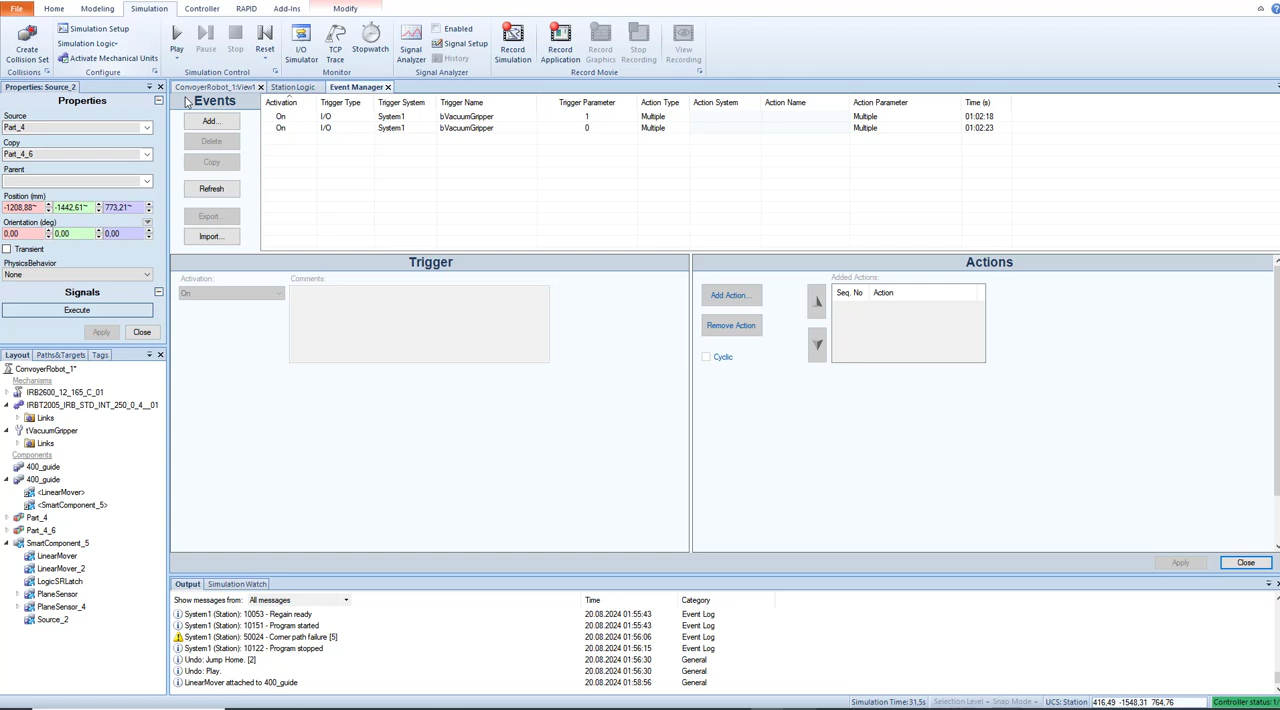 File Home Modeling Simulation Controller RAPID Add-Ins Modify
Create Collision Set
Collisions
Simulation Setup
Simulation Logic
Activate Mechanical Units
Configure
Play Pause Stop Reset
Simulation Control
I/O Simulator TCP Trace Stopwatch
Monitor
Signal Analyzer
Enabled
Signal Setup
History
Signal Analyzer
Record Simulation Record Application Record Graphics Stop Recording View Recording
Record Movie
Properties: Source_2
Properties
Source
Part_4
Copy
Part_4_6
Parent
Position (mm)
-1208,88~ -1442,61~ 773,21~
Orientation (deg)
0,00 0,00 0,00
Transient
PhysicsBehavior
None
Signals
Execute
Apply Close
Layout Paths&Targets Tags
ConvoyerRobot_1*
Mechanisms
IRB2600_12_165_C_01
IRBT2005_IRB_STD_INT_250_0_4__01
Links
tVacuumGripper
Links
Components
400_guide
400_guide
<LinearMover>
<SmartComponent_5>
Part_4
Part_4_6
SmartComponent_5
LinearMover
LinearMover_2
LogicSRLatch
PlaneSensor
PlaneSensor_4
Source_2
ConvoyerRobot_1:View1 Station Logic Event Manager
Events
Add...
Delete
Copy
Refresh
Export...
Import...
Activation Trigger Type Trigger System Trigger Name Trigger Parameter Action Type Action System Action Name Action Parameter Time (s)
On I/O System1 bVacuumGripper 1 Multiple Multiple 01:02:18
On I/O System1 bVacuumGripper 0 Multiple Multiple 01:02:23
Trigger
Activation: Comments:
On
Actions
Added Actions:
Add Action...
Remove Action
Cyclic
Seq. No Action
Apply Close
Output Simulation Watch
Show messages from: All messages Time Category
System1 (Station): 10053 - Regain ready 20.08.2024 01:55:43 Event Log
System1 (Station): 10151 - Program started 20.08.2024 01:55:43 Event Log
System1 (Station): 50024 - Corner path failure [5] 20.08.2024 01:56:06 Event Log
System1 (Station): 10122 - Program stopped 20.08.2024 01:56:15 Event Log
Undo: Jump Home. [2] 20.08.2024 01:56:30 General
Undo: Play. 20.08.2024 01:56:30 General
LinearMover attached to 400_guide 20.08.2024 01:58:56 General
Simulation Time: 31,5s Selection Level Snap Mode UCS: Station 416,49 -1548,31 764,76 Controller status: 1/